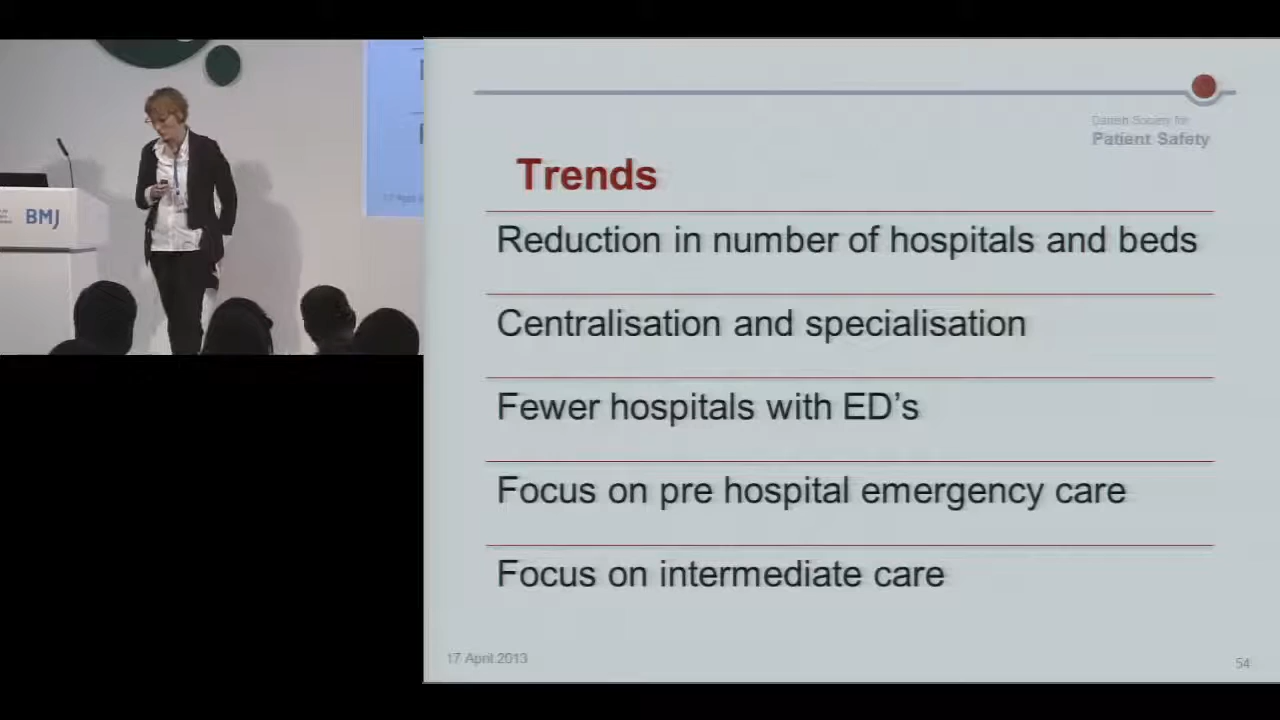 BMJ
Danish Society for
Patient Safety
Trends
Reduction in number of hospitals and beds
Centralisation and specialisation
Fewer hospitals with ED's
Focus on pre hospital emergency care
Focus on intermediate care
17 April 2013
54